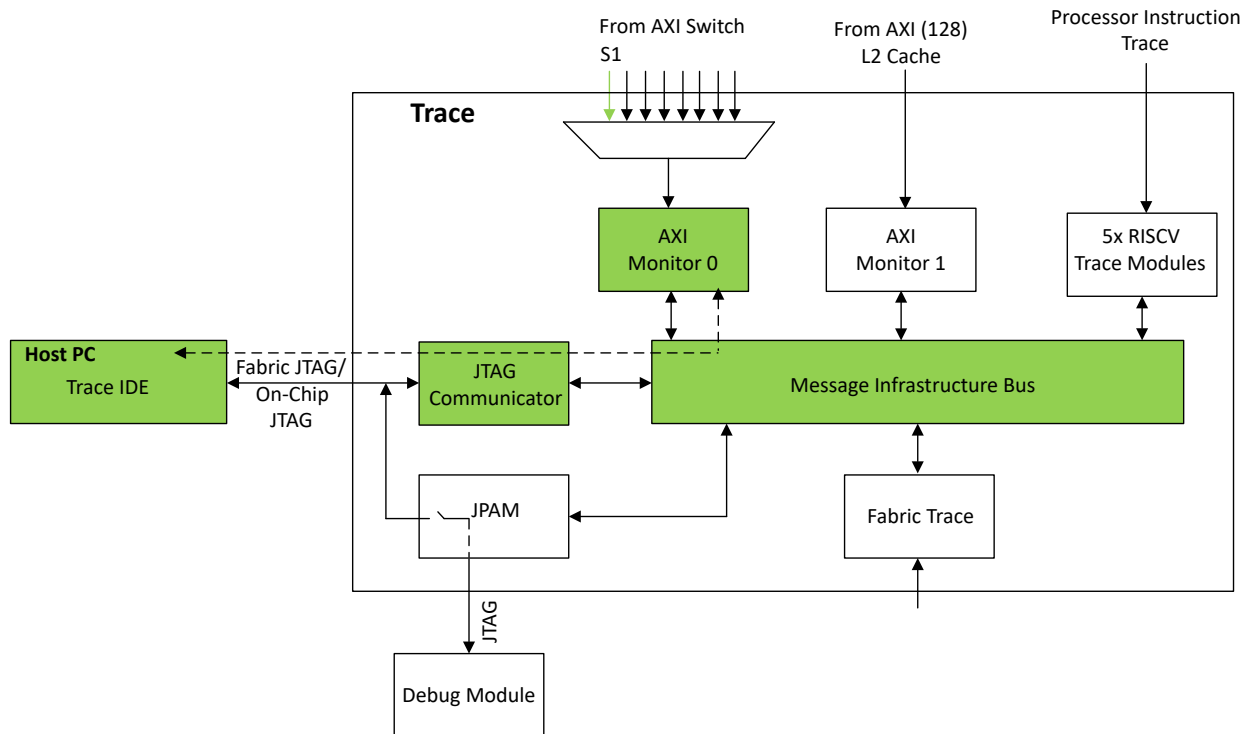 From AXI Switch
S1
From AXI (128)
L2 Cache
Processor Instruction
Trace
Trace
AXI
Monitor 0
AXI
Monitor 1
5x RISCV
Trace Modules
Host PC
Trace IDE
Fabric JTAG/
On-Chip
JTAG
JTAG
Communicator
Message Infrastructure Bus
JPAM
Fabric Trace
JTAG
Debug Module